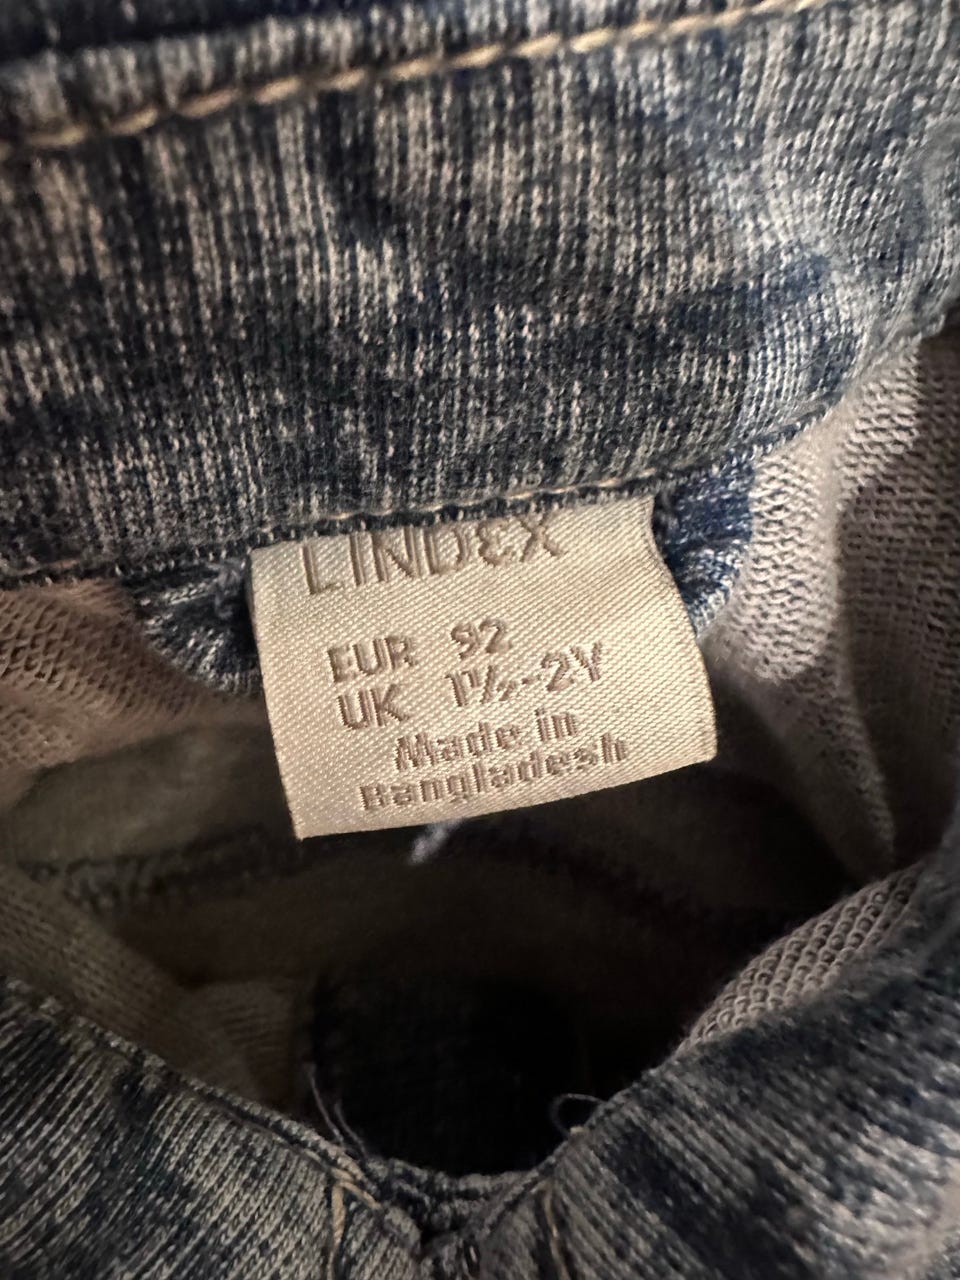 LINDEX
EUR 92
UK 1½-2Y
Made in
Bangladesh